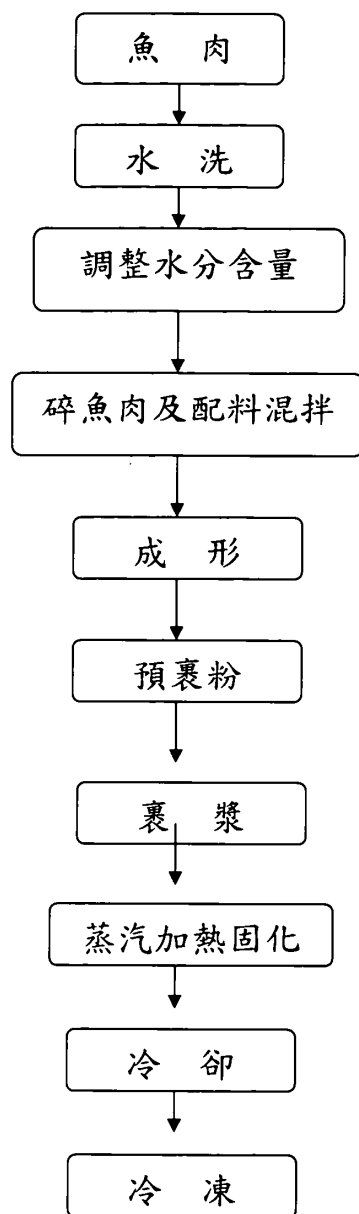 魚肉
水洗
調整水分含量
碎魚肉及配料混拌
成形
預裹粉
裹漿
蒸汽加熱固化
冷卻
冷凍